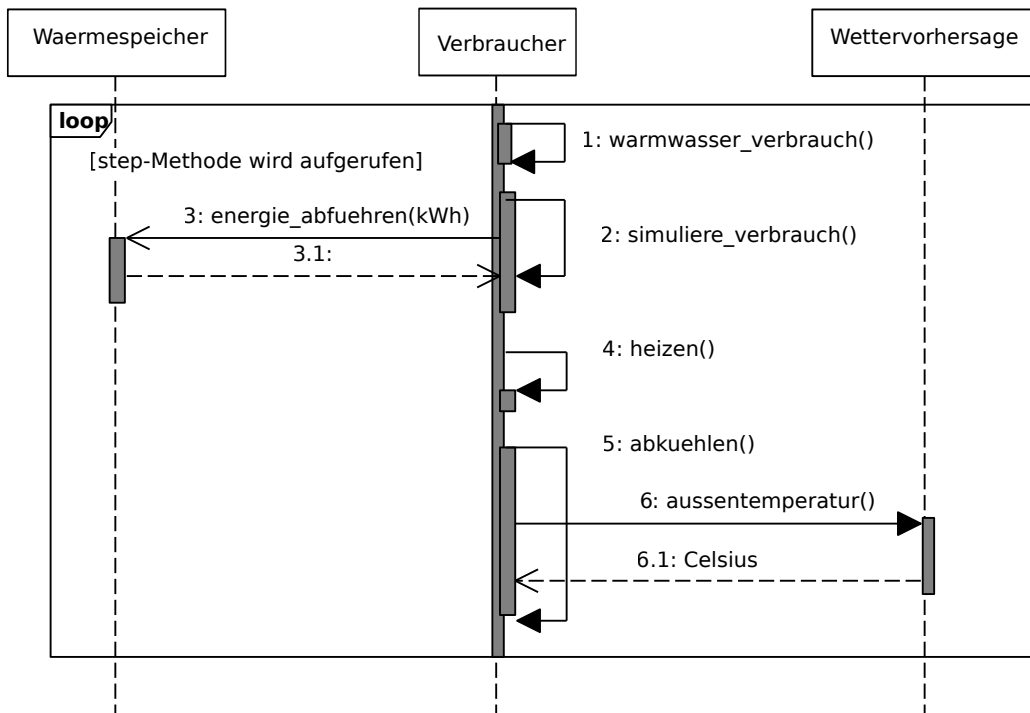 Waermespeicher
Verbraucher
Wettervorhersage
loop
1: warmwasser_verbrauch()
[step-Methode wird aufgerufen]
3: energie_abfuehren(kWh)
2: simuliere_verbrauch()
3.1:
4: heizen()
5: abkuehlen()
6: aussentemperatur()
6.1: Celsius